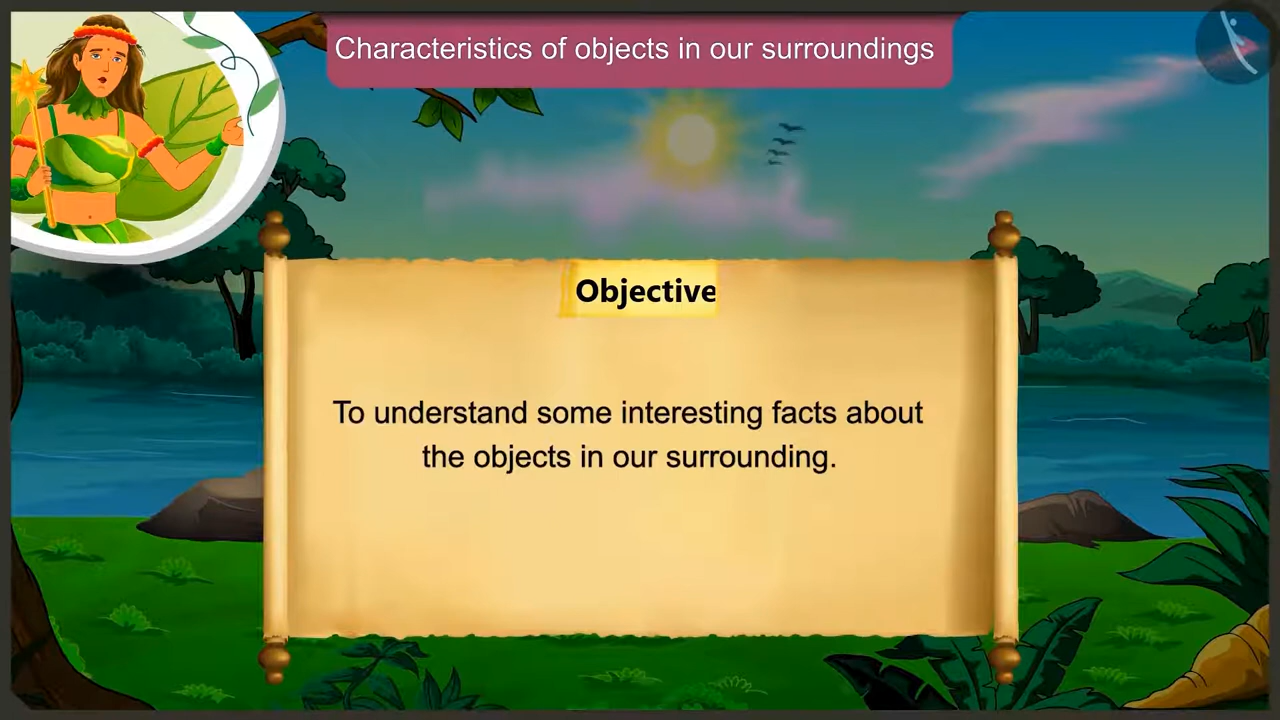 Characteristics of objects in our surroundings
Objective
To understand some interesting facts about
the objects in our surrounding.